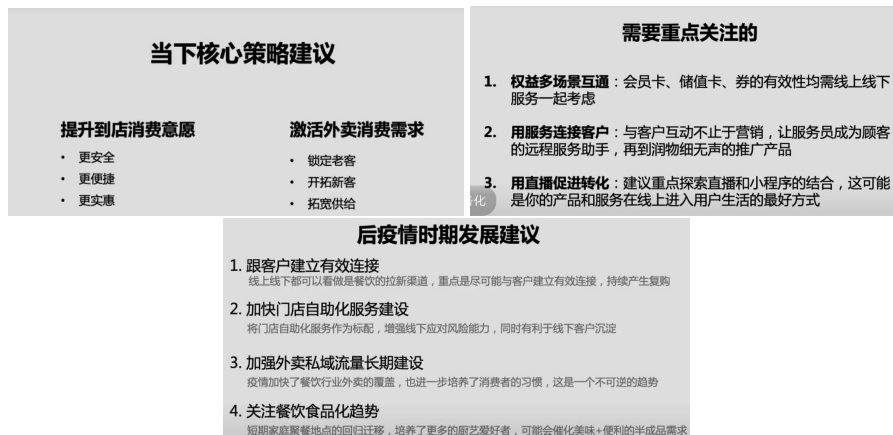 当下核心策略建议
提升到店消费意愿
• 更安全
• 更便捷
• 更实惠
激活外卖消费需求
• 锁定老客
• 开拓新客
• 拓宽供给
需要重点关注的
1. 权益多场景互通：会员卡、储值卡、券的有效性均需线上线下
服务一起考虑
2. 用服务连接客户：与客户互动不止于营销，让服务员成为顾客
的远程服务助手，再到润物细无声的推广产品
3. 用直播促进转化：建议重点探索直播和小程序的结合，这可能
是你的产品和服务在线上进入用户生活的最好方式
化
后疫情时期发展建议
1. 跟客户建立有效连接
线上线下都可以看做是餐饮的拉新渠道，重点是尽可能与客户建立有效连接，持续产生复购
2. 加快门店自助化服务建设
将门店自助化服务作为标配，增强线下应对风险能力，同时有利于线下客户沉淀
3. 加强外卖私域流量长期建设
疫情加快了餐饮行业外卖的覆盖，也进一步培养了消费者的习惯，这是一个不可逆的趋势
4. 关注餐饮食品化趋势
短期家庭聚餐地点的回归迁移，培养了更多的厨艺爱好者，可能会催化美味+便利的半成品需求